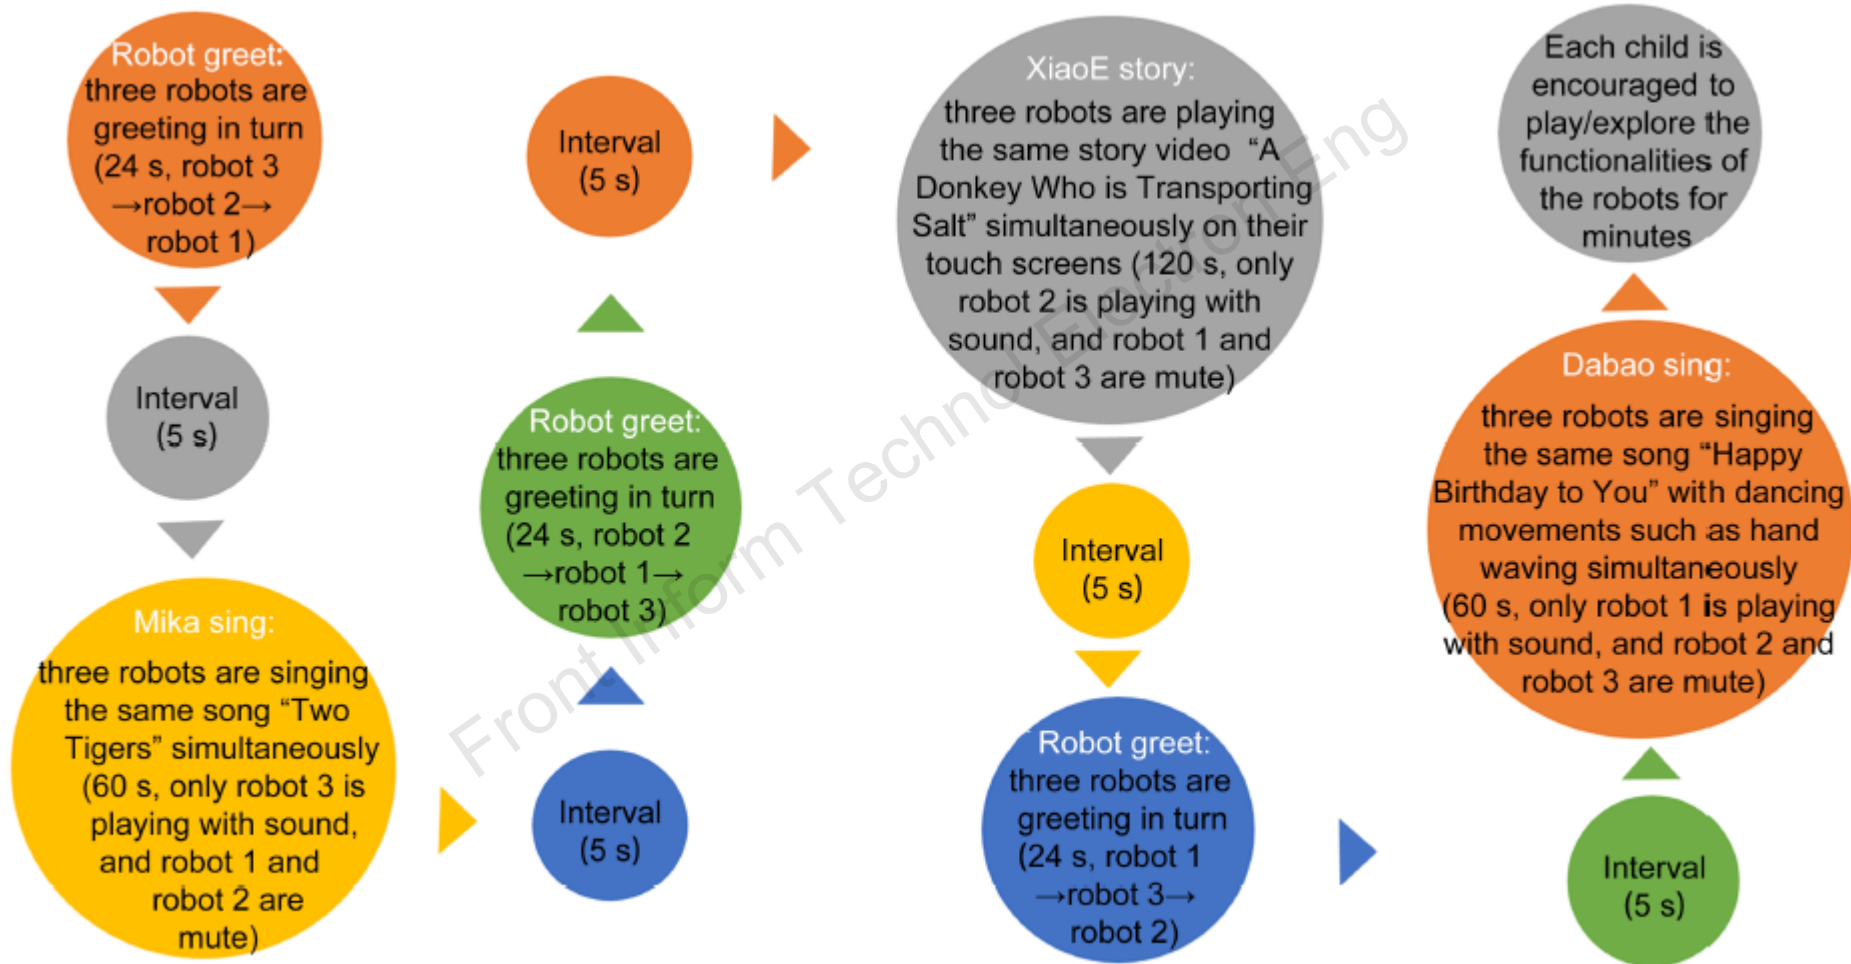 Robot greet:
three robots are
greeting in turn
(24 s, robot 3
→robot 2→
robot 1)
Interval
(5 s)
Mika sing:
three robots are singing
the same song “Two
Tigers” simultaneously
(60 s, only robot 3 is
playing with sound,
and robot 1 and
robot 2 are
mute)
Interval
(5 s)
Robot greet:
three robots are
greeting in turn
(24 s, robot 2
→robot 1→
robot 3)
Interval
(5 s)
XiaoE story:
three robots are playing
the same story video “A
Donkey Who is Transporting
Salt” simultaneously on their
touch screens (120 s, only
robot 2 is playing with
sound, and robot 1 and
robot 3 are mute)
Interval
(5 s)
Robot greet:
three robots are
greeting in turn
(24 s, robot 1
→robot 3→
robot 2)
Interval
(5 s)
Dabao sing:
three robots are singing
the same song “Happy
Birthday to You” with dancing
movements such as hand
waving simultaneously
(60 s, only robot 1 is playing
with sound, and robot 2 and
robot 3 are mute)
Each child is
encouraged to
play/explore the
functionalities of
the robots for
minutes
Front Inform Technol Electron Eng